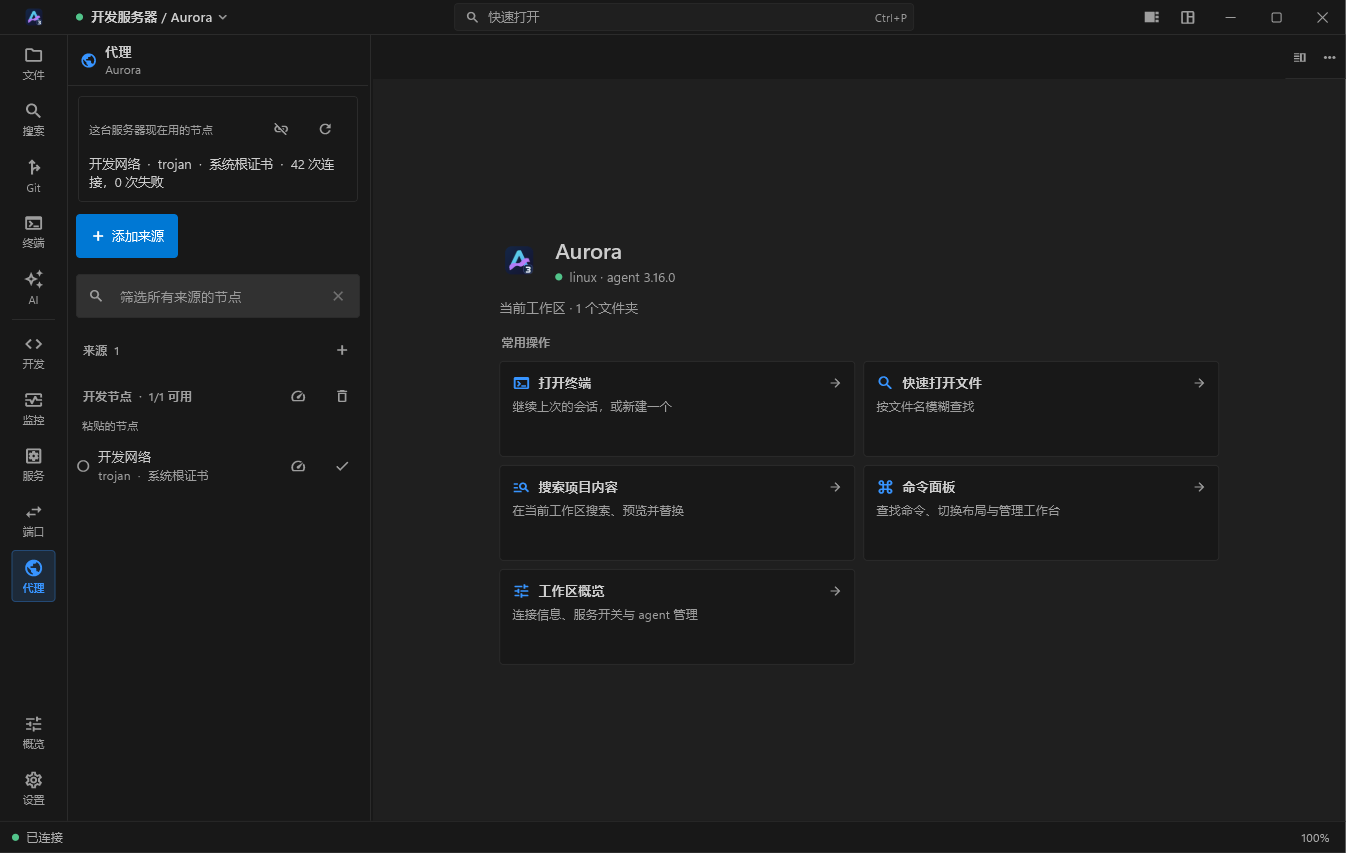 开发服务器 / Aurora
快速打开
Ctrl+P
文件
搜索
Git
终端
AI
开发
监控
服务
端口
代理
概览
设置
代理
Aurora
这台服务器现在用的节点
开发网络 · trojan · 系统根证书 · 42 次连
接，0 次失败
添加来源
筛选所有来源的节点
来源 1
开发节点 · 1/1 可用
粘贴的节点
开发网络
trojan · 系统根证书
3
Aurora
linux · agent 3.16.0
当前工作区 · 1 个文件夹
常用操作
打开终端
继续上次的会话，或新建一个
快速打开文件
按文件名模糊查找
搜索项目内容
在当前工作区搜索、预览并替换
命令面板
查找命令、切换布局与管理工作台
工作区概览
连接信息、服务开关与 agent 管理
已连接
100%